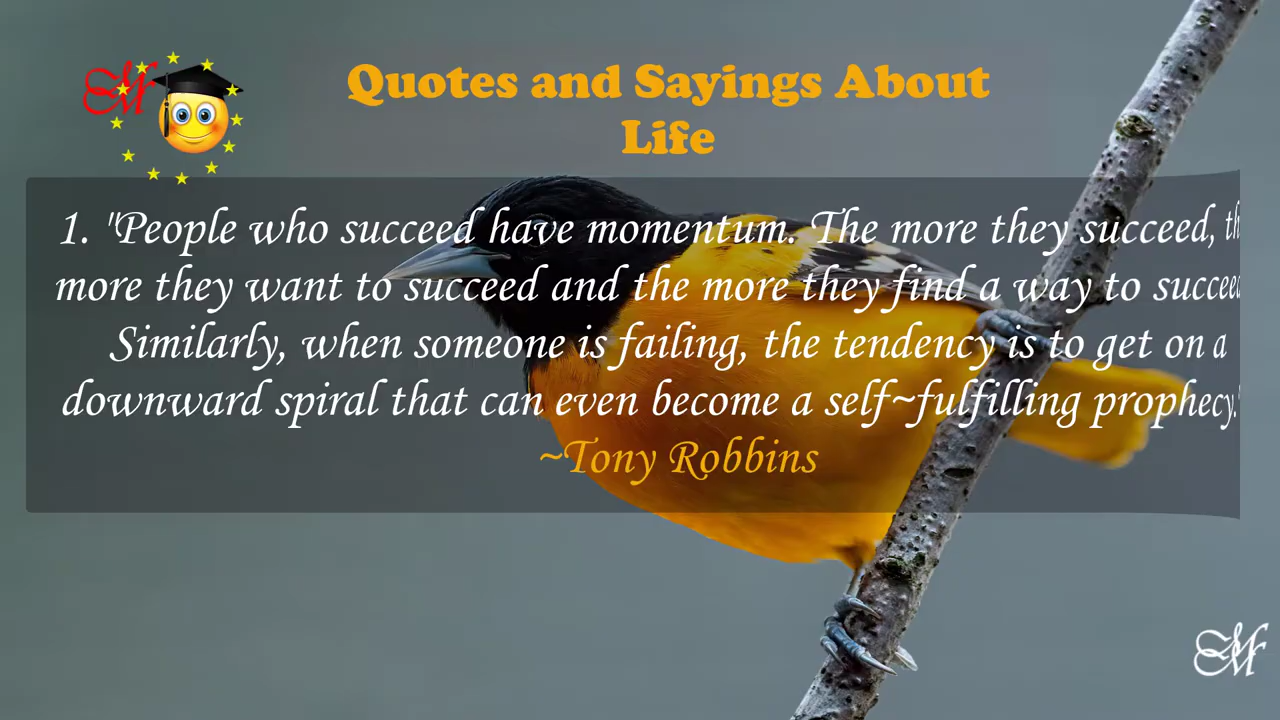 Quotes and Sayings About
Life
1. "People who succeed have momentum. The more they succeed,
more they want to succeed and the more they find a way to
Similarly, when someone is failing, the tendency is to get on a
downward spiral that can even become a self~fulfilling prophecy."
~Tony Robbins